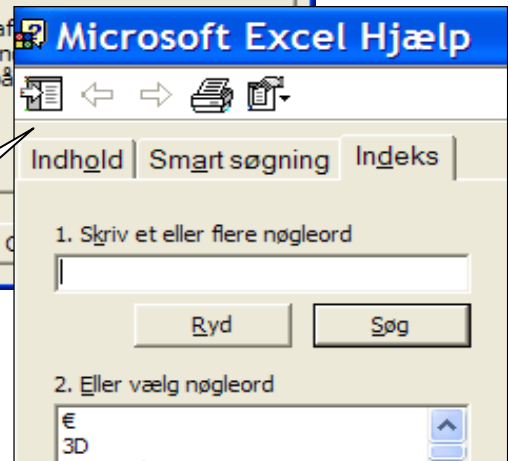 Microsoft Excel Hjælp
Indhold Smart søgning Indeks
1. Skriv et eller flere nøgleord
Ryd Søg
2. Eller vælg nøgleord
€
3D